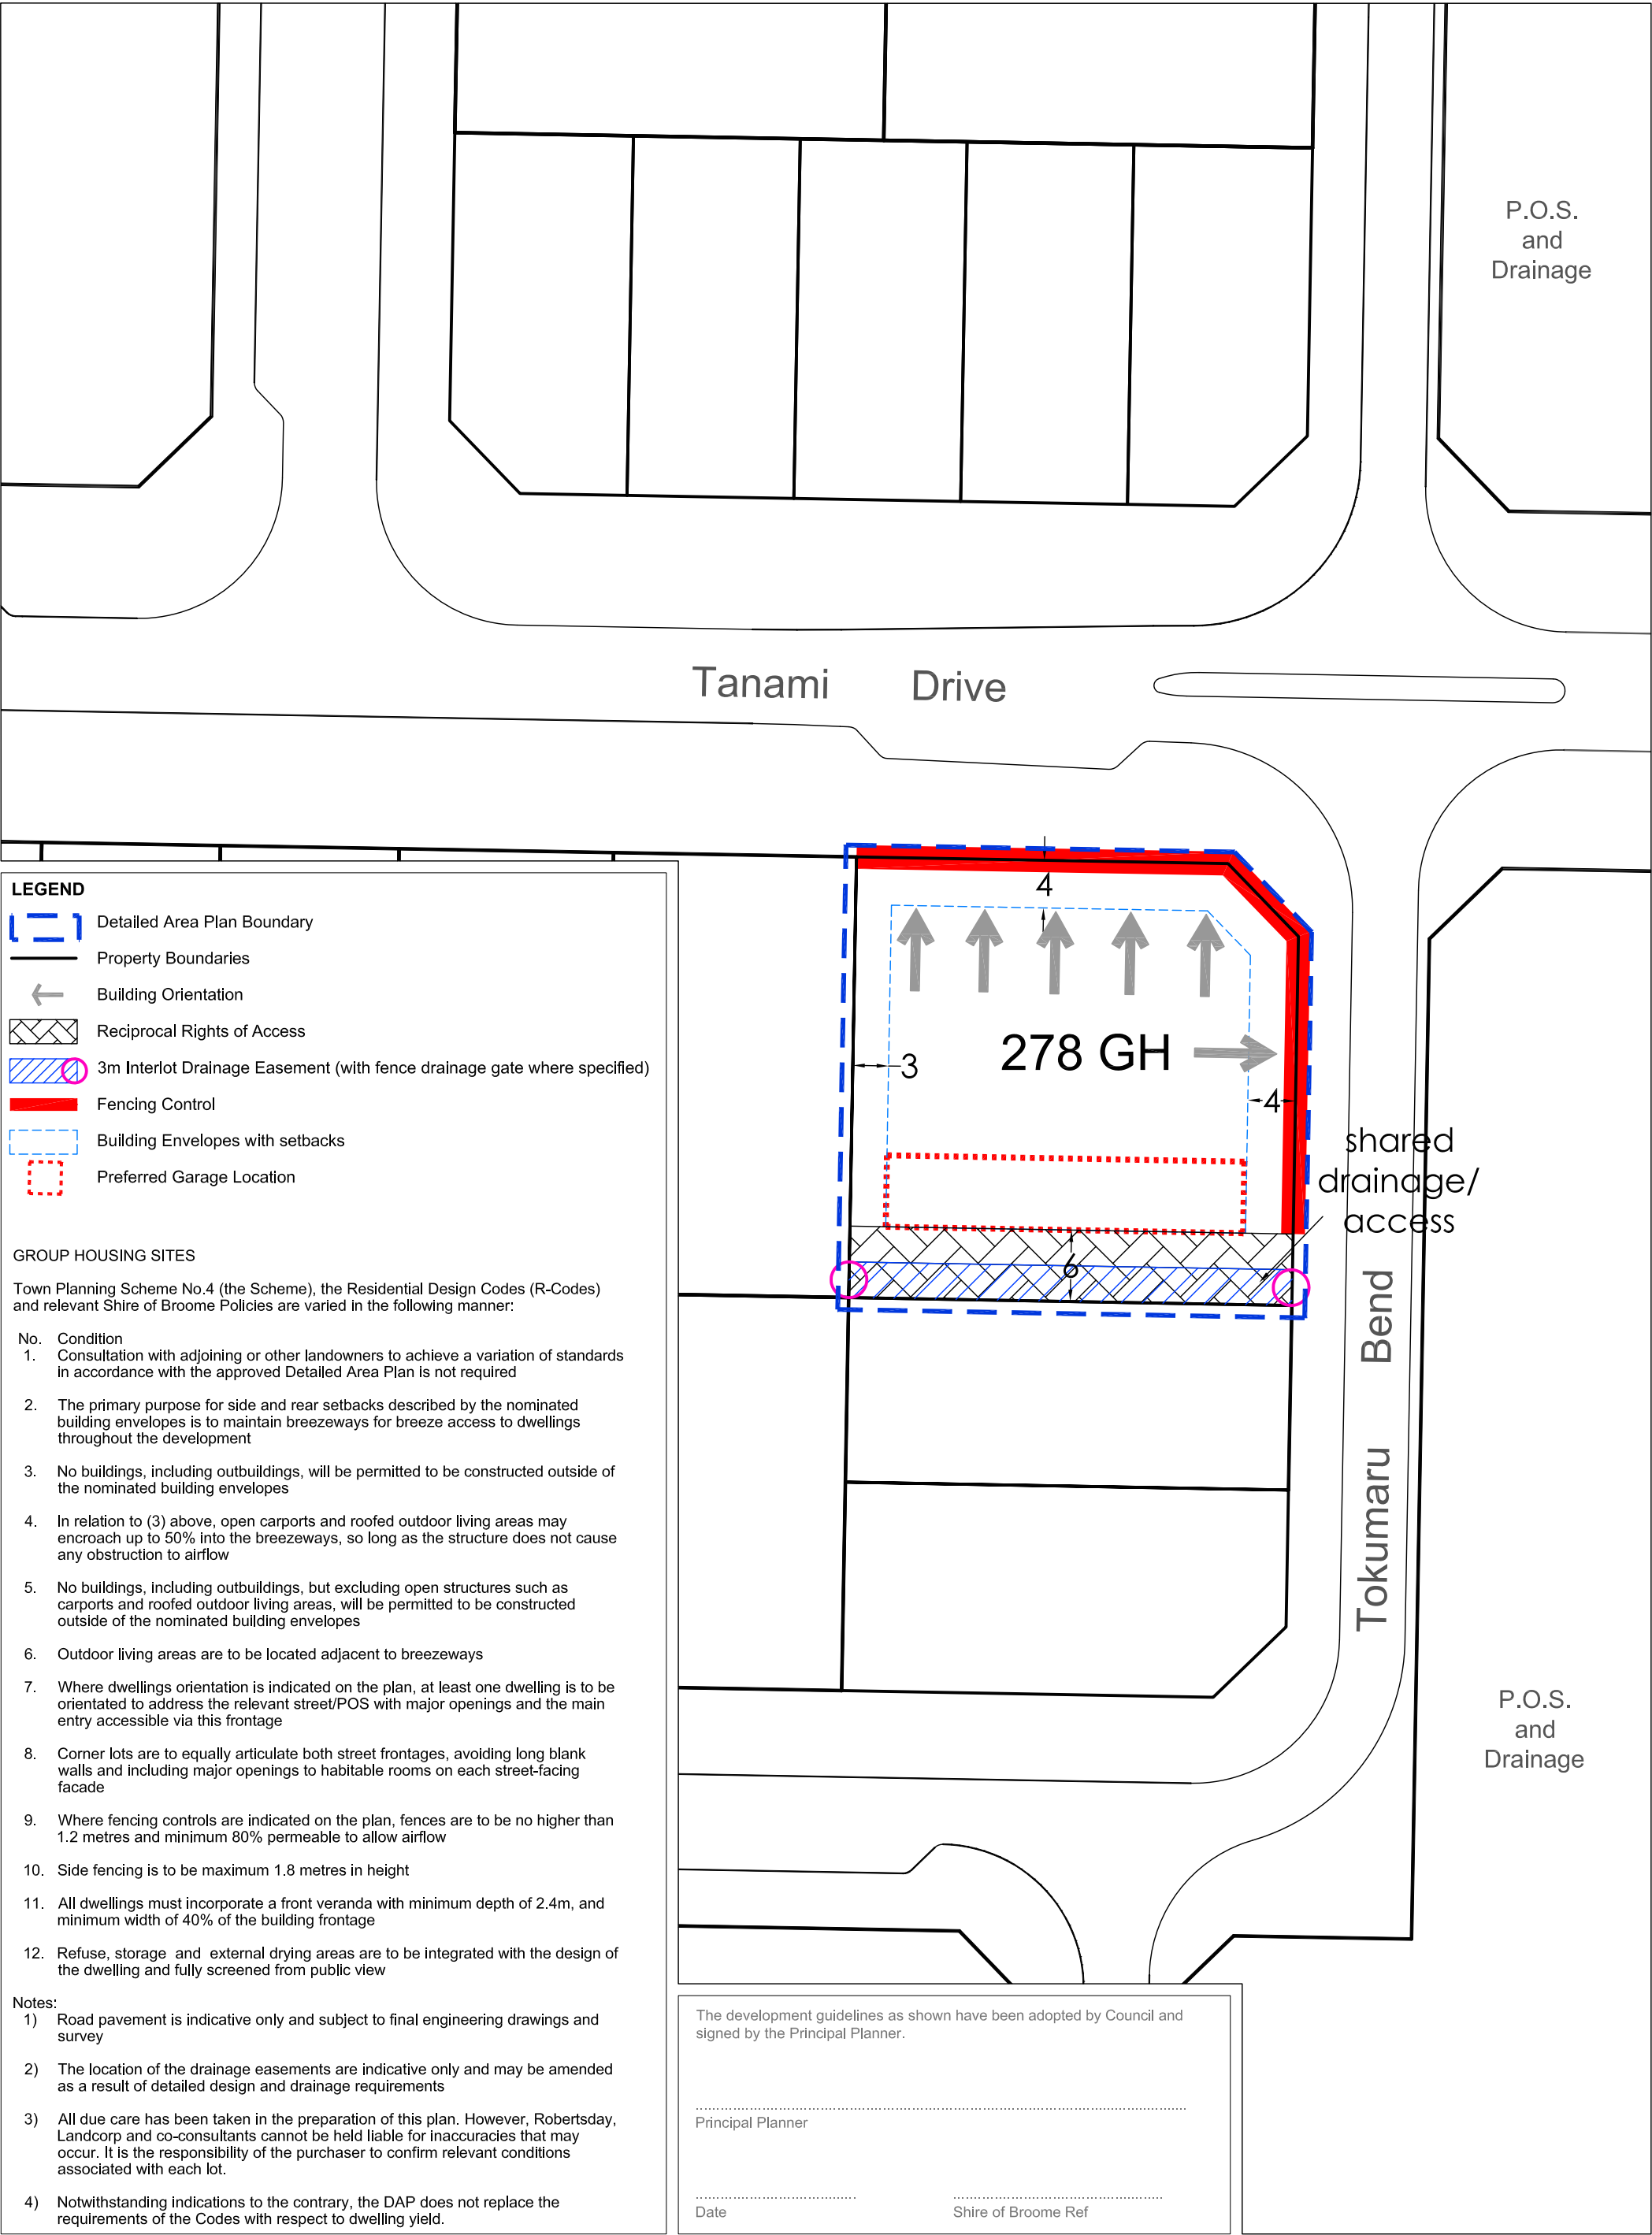 P.O.S.
and
Drainage
Tanami Drive
4
278 GH
3
4
shared
drainage/
access
6
Tokumaru Bend
P.O.S.
and
Drainage
LEGEND
Detailed Area Plan Boundary
Property Boundaries
Building Orientation
Reciprocal Rights of Access
3m Interlot Drainage Easement (with fence drainage gate where specified)
Fencing Control
Building Envelopes with setbacks
Preferred Garage Location
GROUP HOUSING SITES
Town Planning Scheme No.4 (the Scheme), the Residential Design Codes (R-Codes)
and relevant Shire of Broome Policies are varied in the following manner:
No. Condition
1. Consultation with adjoining or other landowners to achieve a variation of standards
in accordance with the approved Detailed Area Plan is not required
2. The primary purpose for side and rear setbacks described by the nominated
building envelopes is to maintain breezeways for breeze access to dwellings
throughout the development
3. No buildings, including outbuildings, will be permitted to be constructed outside of
the nominated building envelopes
4. In relation to (3) above, open carports and roofed outdoor living areas may
encroach up to 50% into the breezeways, so long as the structure does not cause
any obstruction to airflow
5. No buildings, including outbuildings, but excluding open structures such as
carports and roofed outdoor living areas, will be permitted to be constructed
outside of the nominated building envelopes
6. Outdoor living areas are to be located adjacent to breezeways
7. Where dwellings orientation is indicated on the plan, at least one dwelling is to be
orientated to address the relevant street/POS with major openings and the main
entry accessible via this frontage
8. Corner lots are to equally articulate both street frontages, avoiding long blank
walls and including major openings to habitable rooms on each street-facing
facade
9. Where fencing controls are indicated on the plan, fences are to be no higher than
1.2 metres and minimum 80% permeable to allow airflow
10. Side fencing is to be maximum 1.8 metres in height
11. All dwellings must incorporate a front veranda with minimum depth of 2.4m, and
minimum width of 40% of the building frontage
12. Refuse, storage and external drying areas are to be integrated with the design of
the dwelling and fully screened from public view
Notes:
1) Road pavement is indicative only and subject to final engineering drawings and
survey
2) The location of the drainage easements are indicative only and may be amended
as a result of detailed design and drainage requirements
3) All due care has been taken in the preparation of this plan. However, Robertsday,
Landcorp and co-consultants cannot be held liable for inaccuracies that may
occur. It is the responsibility of the purchaser to confirm relevant conditions
associated with each lot.
4) Notwithstanding indications to the contrary, the DAP does not replace the
requirements of the Codes with respect to dwelling yield.
The development guidelines as shown have been adopted by Council and
signed by the Principal Planner.
Principal Planner
Date Shire of Broome Ref